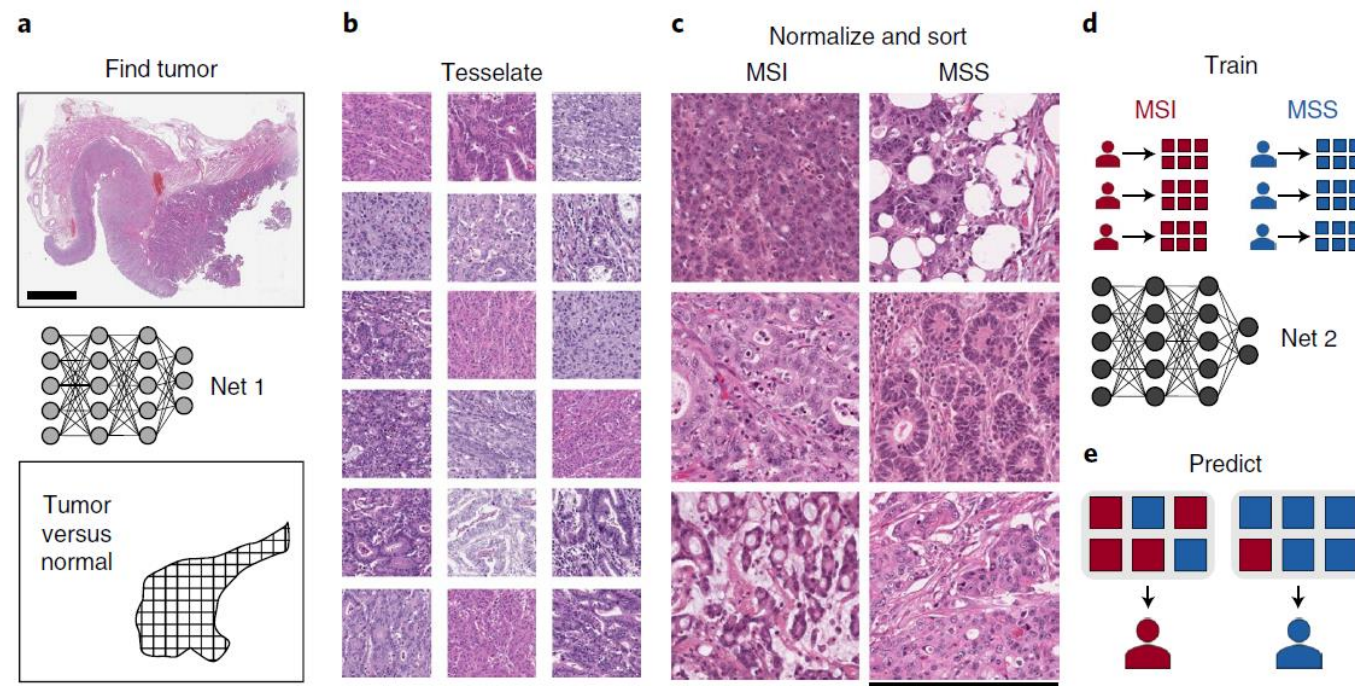 a
Find tumor
Net 1
Tumor
versus
normal
b
Tesselate
c
Normalize and sort
MSI MSS
d
Train
MSI MSS
Net 2
e
Predict